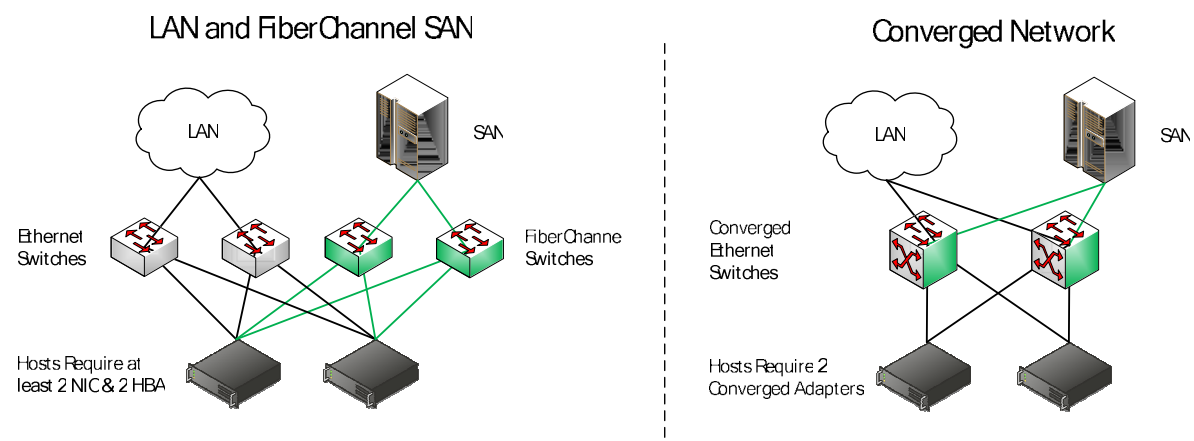 LAN and FiberChannel SAN
LAN
SAN
Ethernet
Switches
FiberChanne
Switches
Hosts Require at
least 2 NIC & 2 HBA
Converged Network
LAN
SAN
Converged
Ethernet
Switches
Hosts Require 2
Converged Adapters